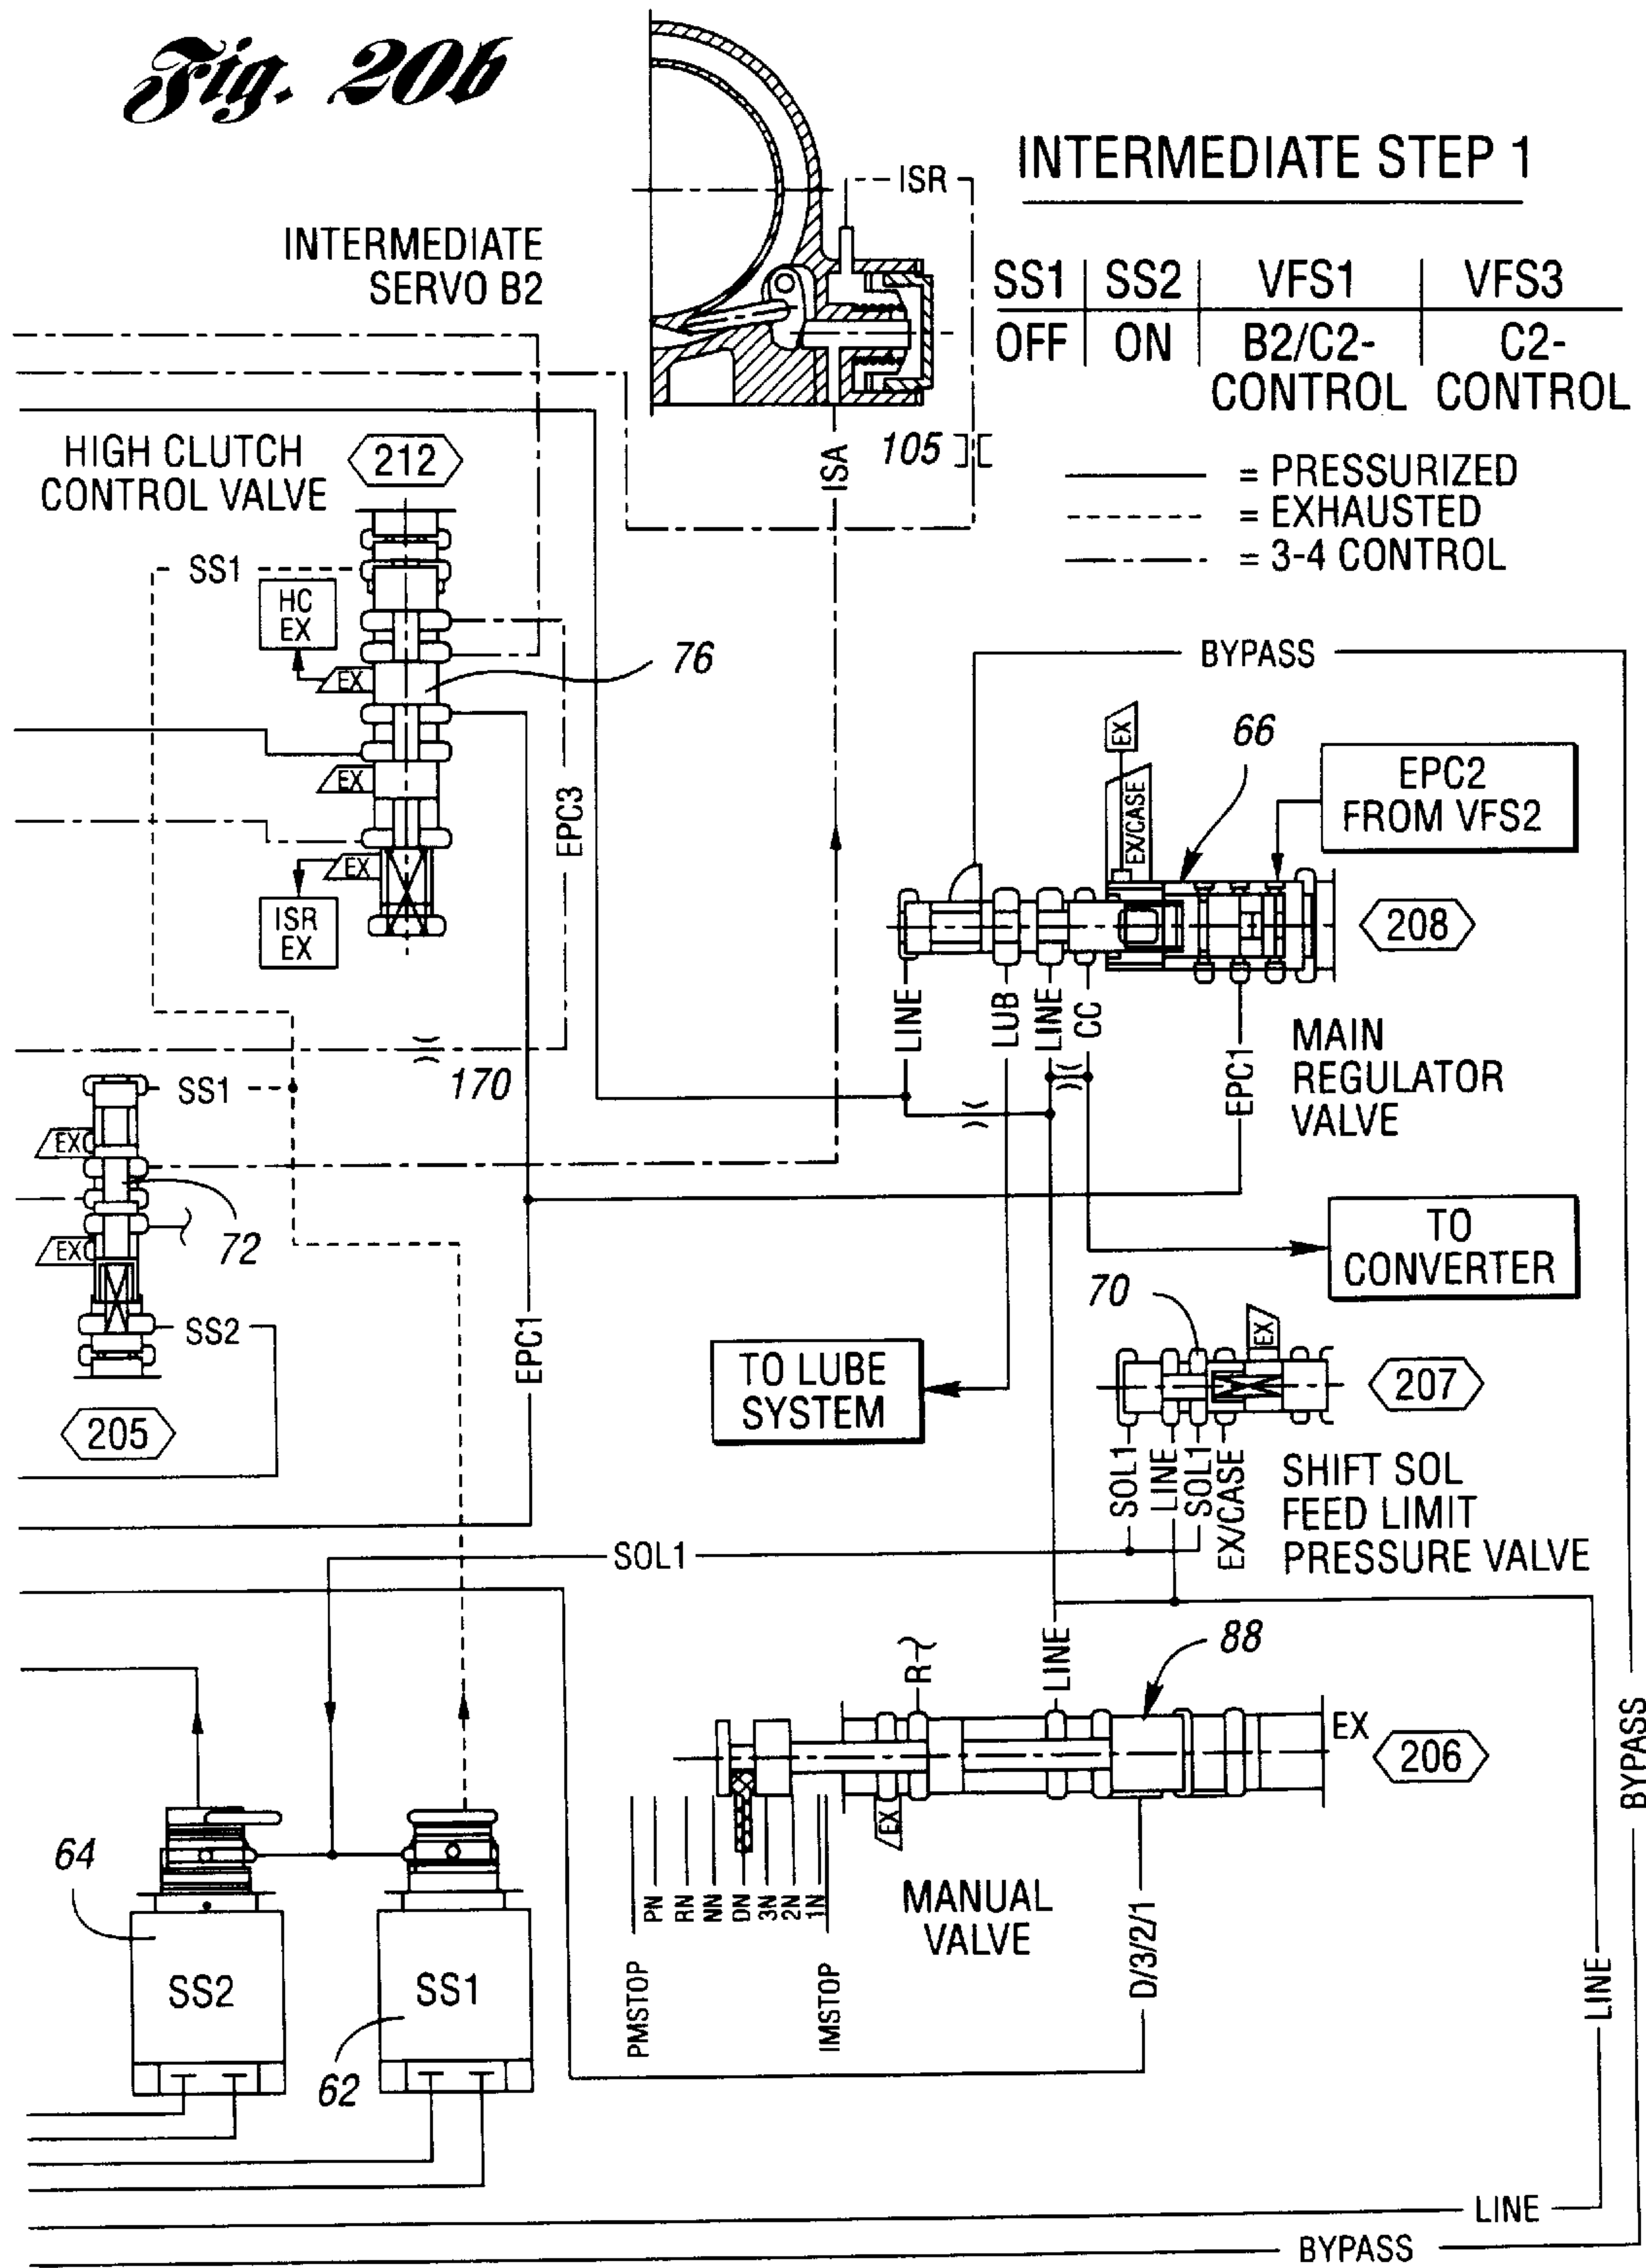 Fig. 20b
INTERMEDIATE STEP 1
ISR
INTERMEDIATE
SERVO B2
SS1 SS2 VFS1 VFS3
OFF ON B2/C2- C2-
CONTROL CONTROL
105
ISA
HIGH CLUTCH
CONTROL VALVE
212
= PRESSURIZED
= EXHAUSTED
= 3-4 CONTROL
SS1
HC
EX
EX
76
BYPASS
EX
EX/CASE
66
EPC2
FROM VFS2
EX
EPC3
EX
ISR
EX
208
LINE
LUB
LINE
CC
EPC1
MAIN
REGULATOR
VALVE
170
SS1
EX
72
EX
SS2
205
EPC1
TO
CONVERTER
70
EX
TO LUBE
SYSTEM
207
SOL1
LINE
SOL1
EX/CASE
SHIFT SOL
FEED LIMIT
PRESSURE VALVE
SOL1
R
LINE
88
EX
206
BYPASS
EX
64
PN
RN
NN
DN
3N
2N
1N
MANUAL
VALVE
D/3/2/1
PMSTOP
IMSTOP
LINE
SS2
SS1
62
LINE
BYPASS